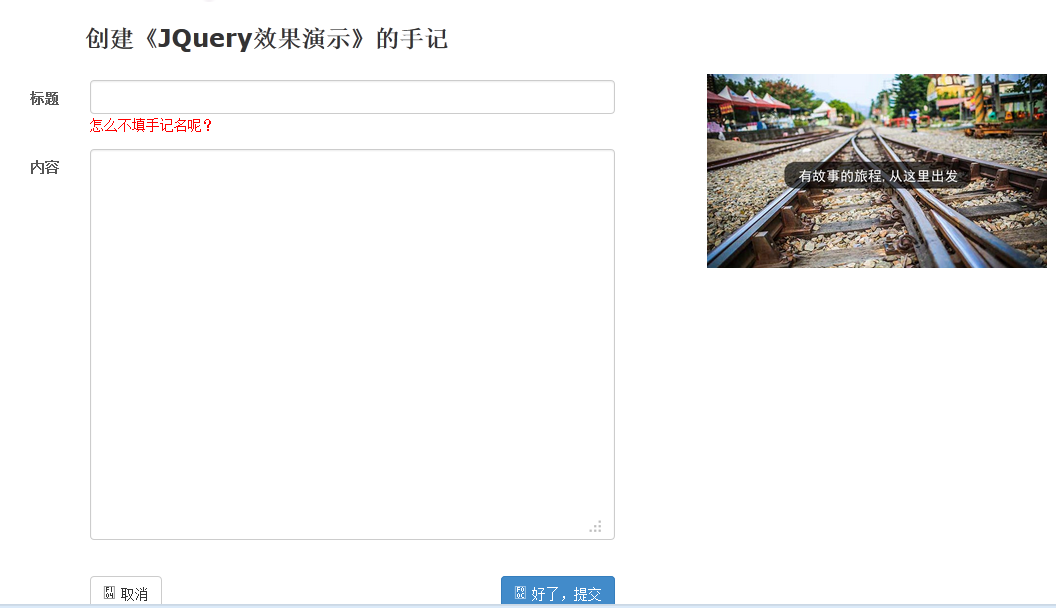 创建《JQuery效果演示》的手记
标题
怎么不填手记名呢？
内容
有故事的旅程, 从这里出发
取消
好了，提交